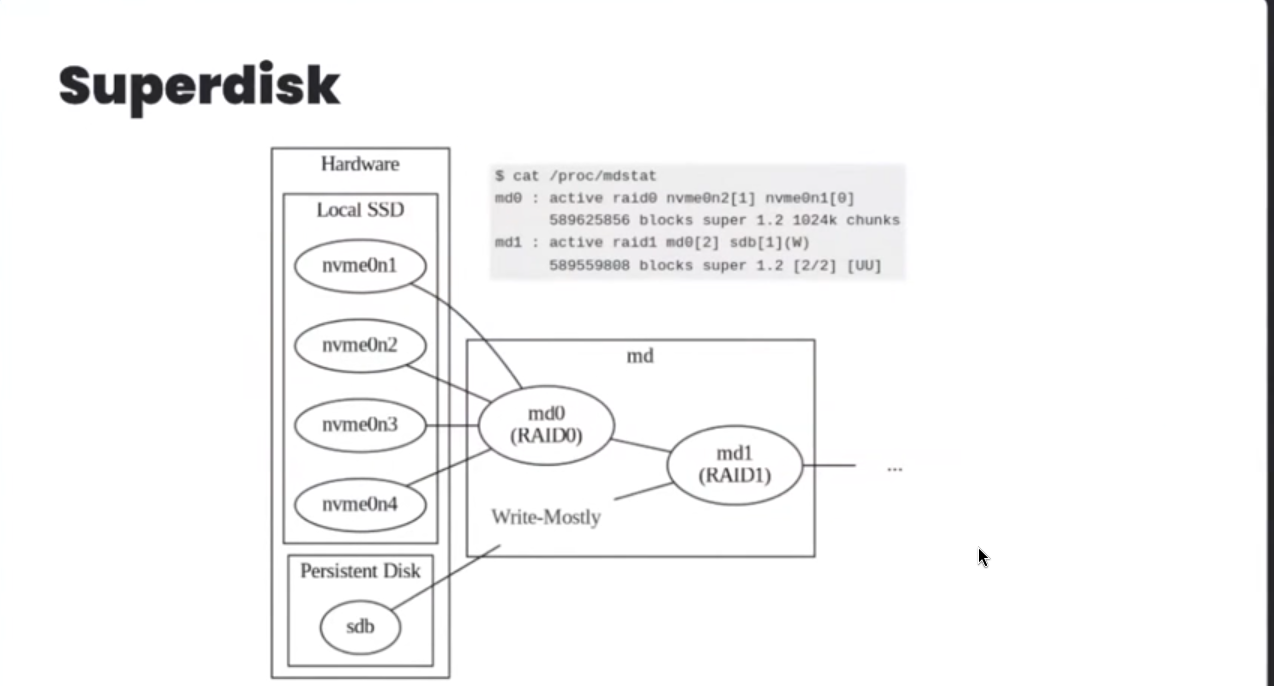 Superdisk
Hardware
Local SSD
nvme0n1
nvme0n2
nvme0n3
nvme0n4
Persistent Disk
sdb
$ cat /proc/mdstat
md0 : active raid0 nvme0n2[1] nvme0n1[0]
589625856 blocks super 1.2 1024k chunks
md1 : active raid1 md0[2] sdb[1](W)
589559808 blocks super 1.2 [2/2] [UU]
md
md0
(RAID0)
Write-Mostly
md1
(RAID1)
...